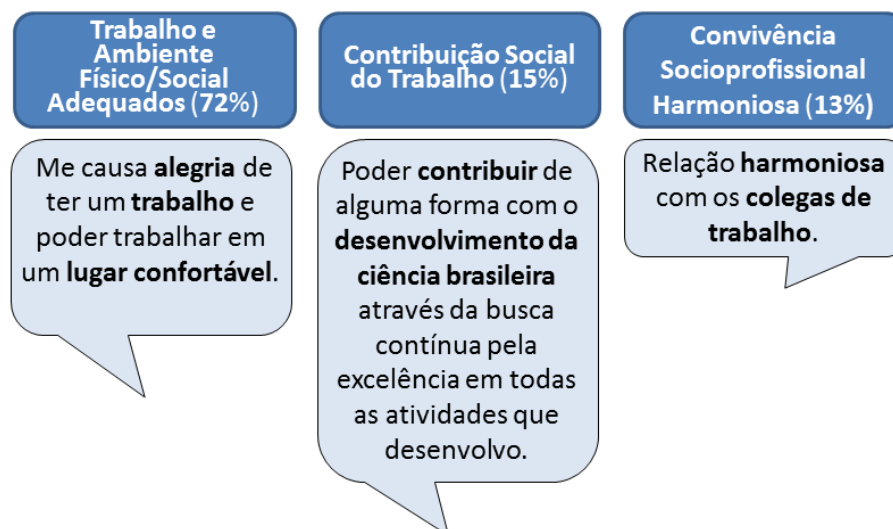 Trabalho e
Ambiente
Físico/Social
Adequados (72%)
Me causa alegria de
ter um trabalho e
poder trabalhar em
um lugar confortável.
Contribuição Social
do Trabalho (15%)
Poder contribuir de
alguma forma com o
desenvolvimento da
ciência brasileira
através da busca
contínua pela
excelência em todas
as atividades que
desenvolvo.
Convivência
Socioprofissional
Harmoniosa (13%)
Relação harmoniosa
com os colegas de
trabalho.